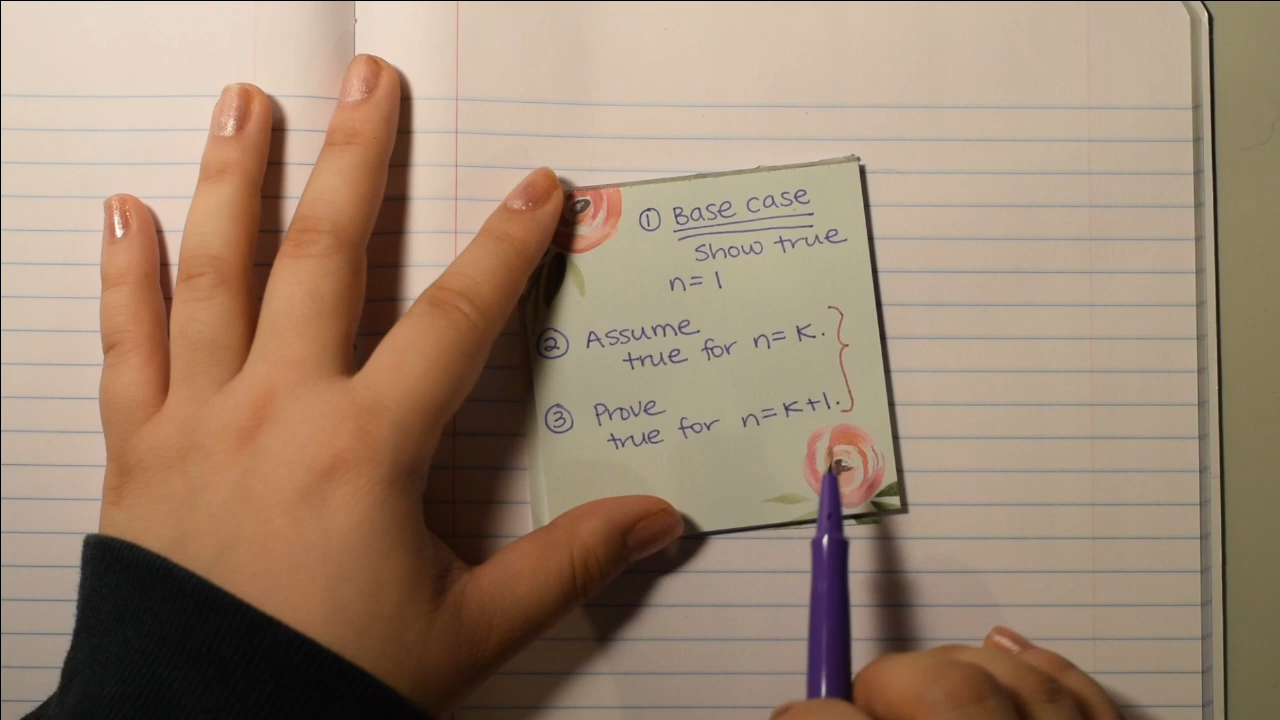 ① Base case
Show true
n=1
② Assume
true for n=k.
③ Prove
true for n=k+1.